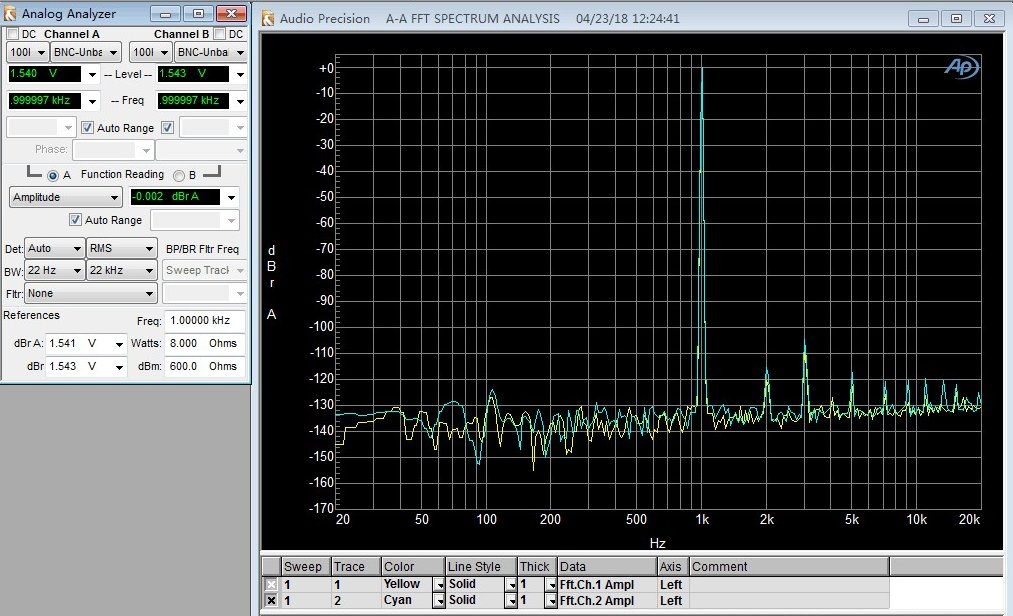 Analog Analyzer
DC Channel A Channel B DC
100k BNC-Unba 100k BNC-Unba
1.540 V -- Level -- 1.543 V
.999997 kHz -- Freq .999997 kHz
Auto Range
Phase:
A Function Reading B
Amplitude -0.002 dBr A
Auto Range
Det: Auto RMS BP/BR Fltr Freq
BW: 22 Hz 22 kHz Sweep Track
Fltr: None
References Freq: 1.00000 kHz
dBr A: 1.541 V Watts: 8.000 Ohms
dBr 1.543 V dBm: 600.0 Ohms
Audio Precision A-A FFT SPECTRUM ANALYSIS 04/23/18 12:24:41
Ap
+0
-10
-20
-30
-40
-50
-60
-70
-80
-90
-100
-110
-120
-130
-140
-150
-160
-170
d
B
r
A
20 50 100 200 500 1k 2k 5k 10k 20k
Hz
Sweep Trace Color Line Style Thick Data Axis Comment
1 1 Yellow Solid 1 Fft.Ch.1 Ampl Left
1 2 Cyan Solid 1 Fft.Ch.2 Ampl Left